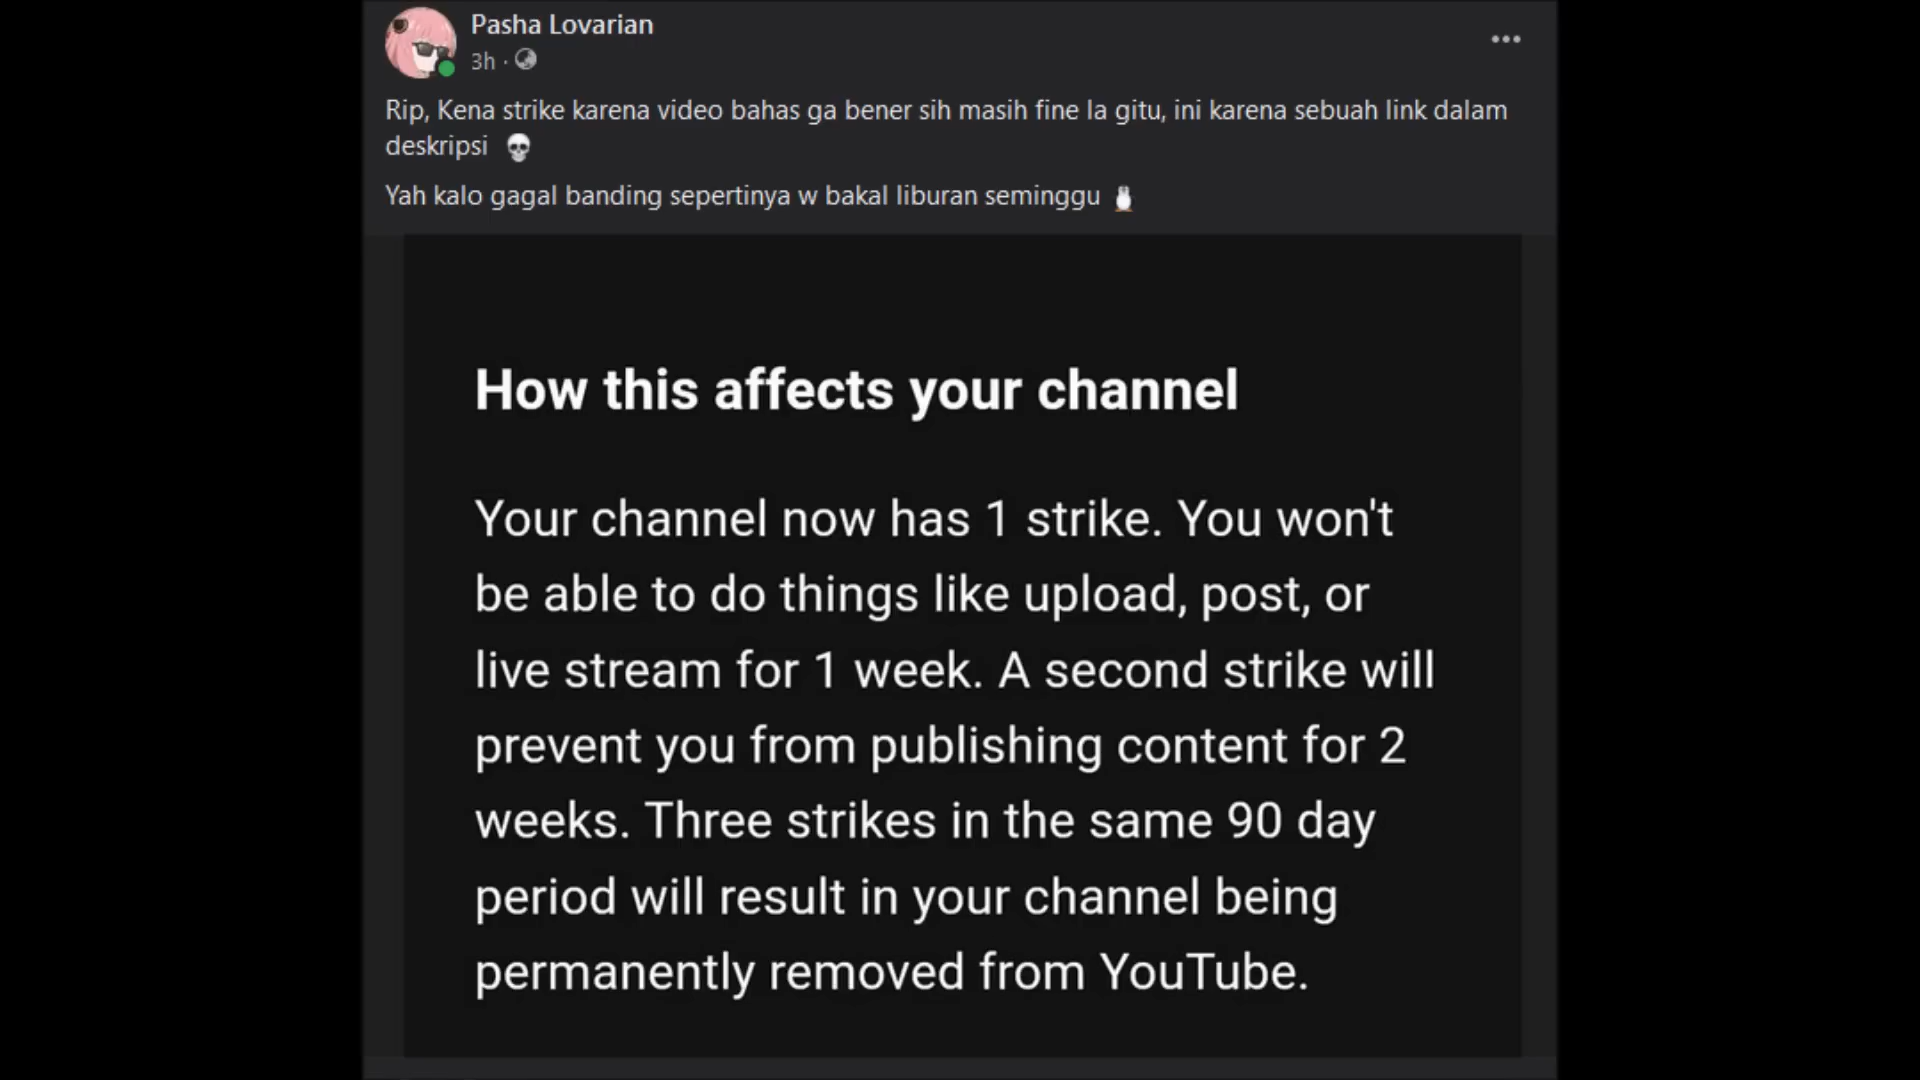 Pasha Lovarian
3h ·
Rip, Kena strike karena video bahas ga bener sih masih fine la gitu, ini karena sebuah link dalam
deskripsi 💀
Yah kalo gagal banding sepertinya w bakal liburan seminggu 🐧
How this affects your channel
Your channel now has 1 strike. You won't
be able to do things like upload, post, or
live stream for 1 week. A second strike will
prevent you from publishing content for 2
weeks. Three strikes in the same 90 day
period will result in your channel being
permanently removed from YouTube.